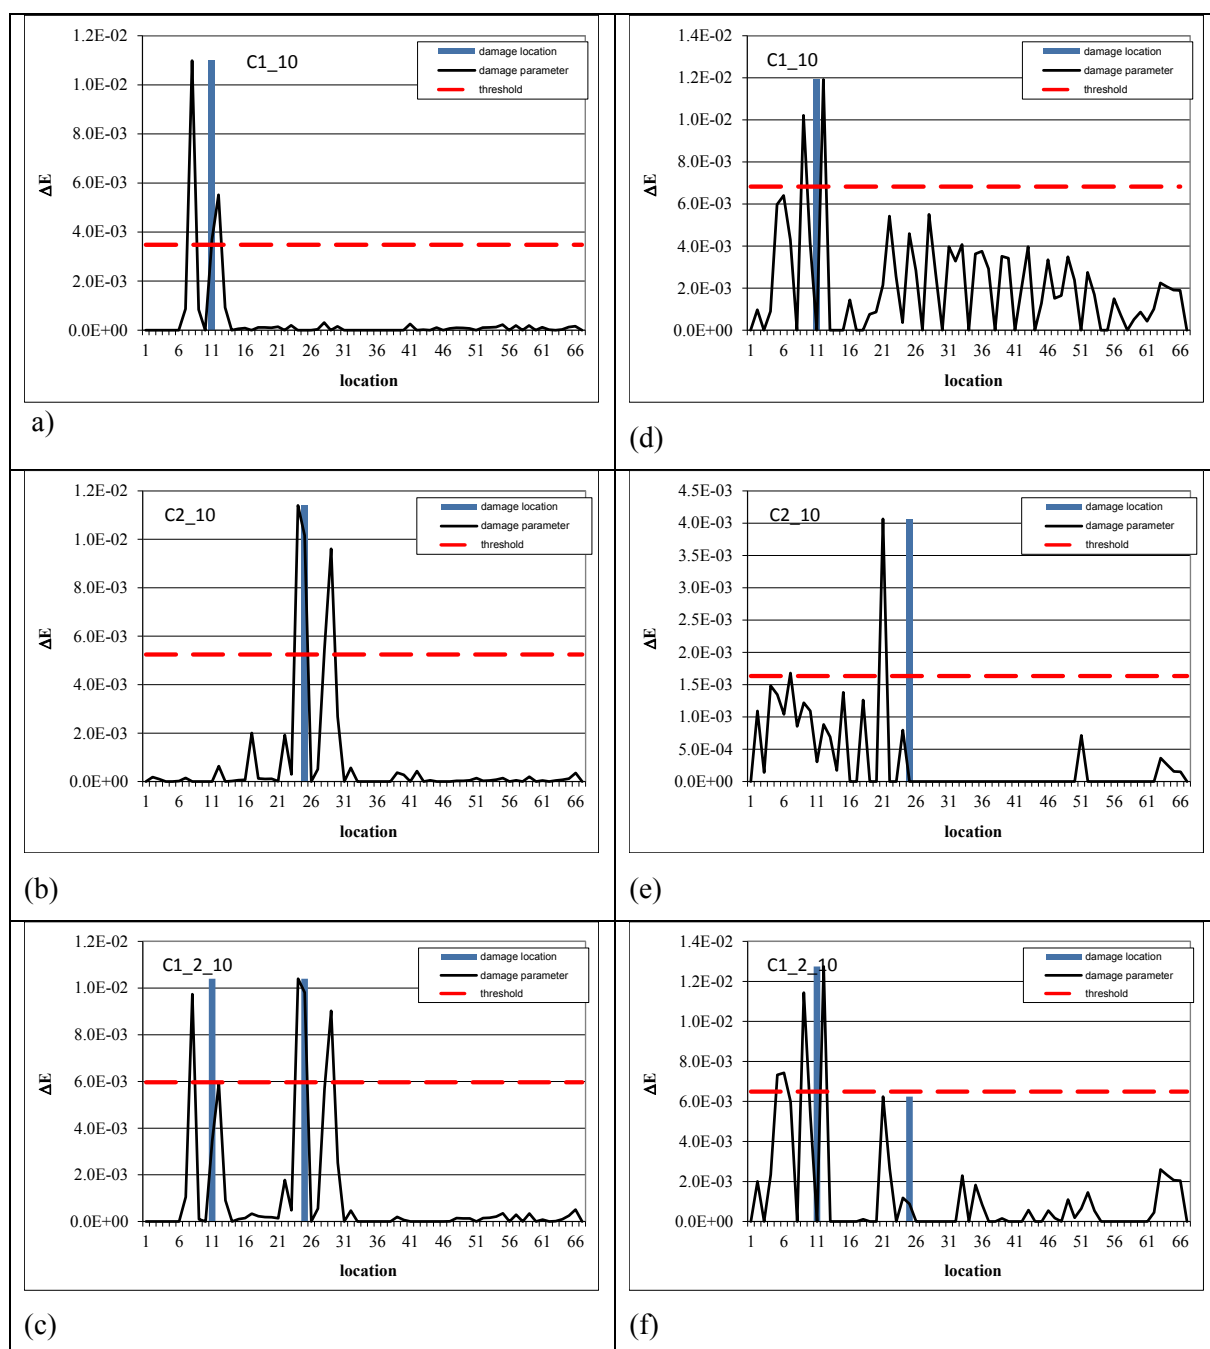 1.2E-02
1.0E-02
8.0E-03
6.0E-03
4.0E-03
2.0E-03
0.0E+00
ΔE
C1_10
damage location
damage parameter
threshold
1 6 11 16 21 26 31 36 41 46 51 56 61 66
location
a)
1.4E-02
1.2E-02
1.0E-02
8.0E-03
6.0E-03
4.0E-03
2.0E-03
0.0E+00
ΔE
C1_10
damage location
damage parameter
threshold
1 6 11 16 21 26 31 36 41 46 51 56 61 66
location
(d)
1.2E-02
1.0E-02
8.0E-03
6.0E-03
4.0E-03
2.0E-03
0.0E+00
ΔE
C2_10
damage location
damage parameter
threshold
1 6 11 16 21 26 31 36 41 46 51 56 61 66
location
(b)
4.5E-03
4.0E-03
3.5E-03
3.0E-03
2.5E-03
2.0E-03
1.5E-03
1.0E-03
5.0E-04
0.0E+00
ΔE
C2_10
damage location
damage parameter
threshold
1 6 11 16 21 26 31 36 41 46 51 56 61 66
location
(e)
1.2E-02
1.0E-02
8.0E-03
6.0E-03
4.0E-03
2.0E-03
0.0E+00
ΔE
C1_2_10
damage location
damage parameter
threshold
1 6 11 16 21 26 31 36 41 46 51 56 61 66
location
(c)
1.4E-02
1.2E-02
1.0E-02
8.0E-03
6.0E-03
4.0E-03
2.0E-03
0.0E+00
ΔE
C1_2_10
damage location
damage parameter
threshold
1 6 11 16 21 26 31 36 41 46 51 56 61 66
location
(f)